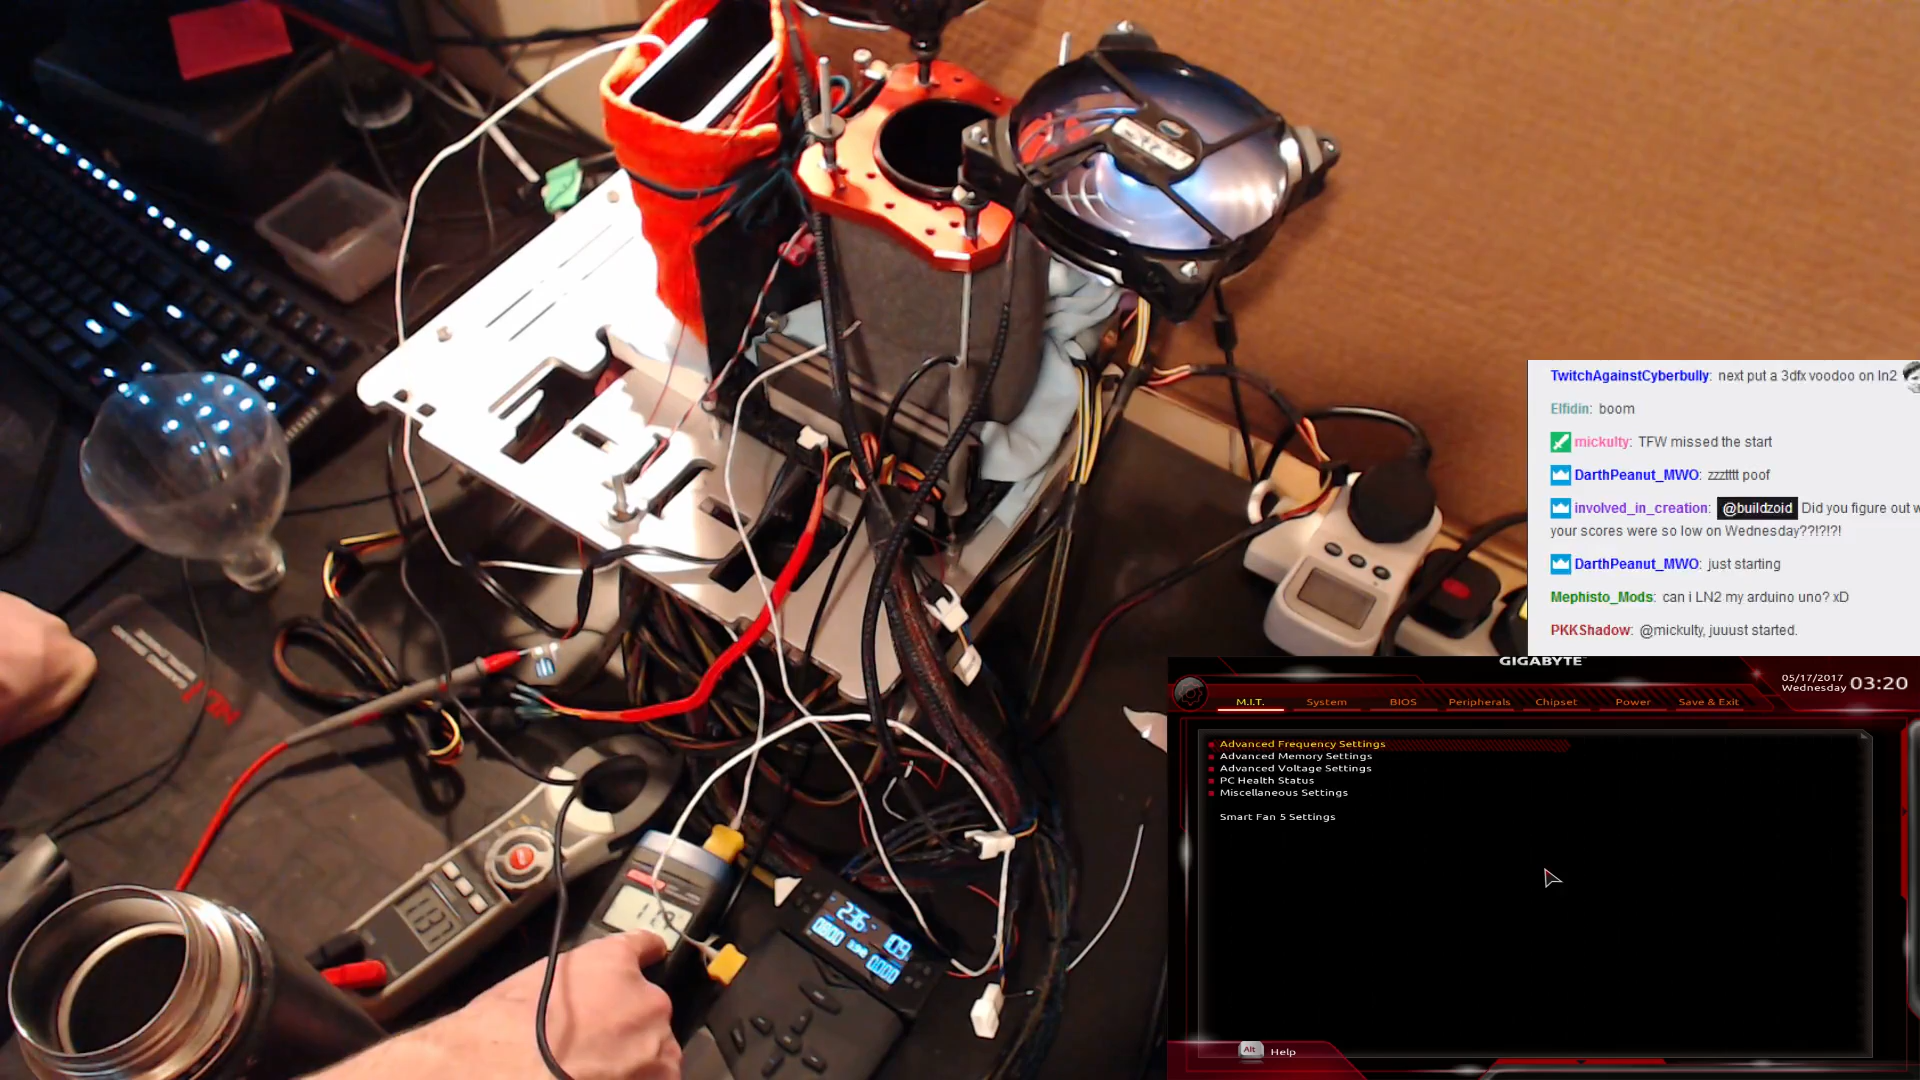 TwitchAgainstCyberbully: next put a 3dfx voodoo on ln2
Elfidin: boom
mickulty: TFW missed the start
DarthPeanut_MWO: zzztttt poof
involved_in_creation: @buildzoid Did you figure out w
your scores were so low on Wednesday??!?!?!
DarthPeanut_MWO: just starting
Mephisto_Mods: can i LN2 my arduino uno? xD
PKKShadow: @mickulty, juuust started.
GIGABYTE
05/17/2017
Wednesday 03:20
M.I.T. System BIOS Peripherals Chipset Power Save & Exit
Advanced Frequency Settings
Advanced Memory Settings
Advanced Voltage Settings
PC Health Status
Miscellaneous Settings
Smart Fan 5 Settings
Alt Help